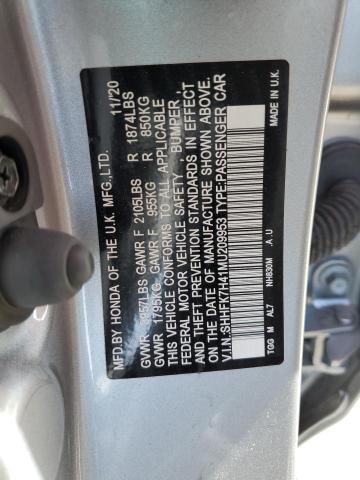 MFD.BY HONDA OF THE U.K. MFG.,LTD. 11/'20
GVWR 3957LBS GAWR F 2105LBS R 1874LBS
GVWR 1795KG GAWR F 955KG R 850KG
THIS VEHICLE CONFORMS TO ALL APPLICABLE
FEDERAL MOTOR VEHICLE SAFETY BUMPER,
AND THEFT PREVENTION STANDARDS IN EFFECT
ON THE DATE OF MANUFACTURE SHOWN ABOVE.
V.I.N.:SHHFK7H41MU209953 TYPE:PASSENGER CAR
TGG M AL7 NH830M A.U MADE IN U.K.